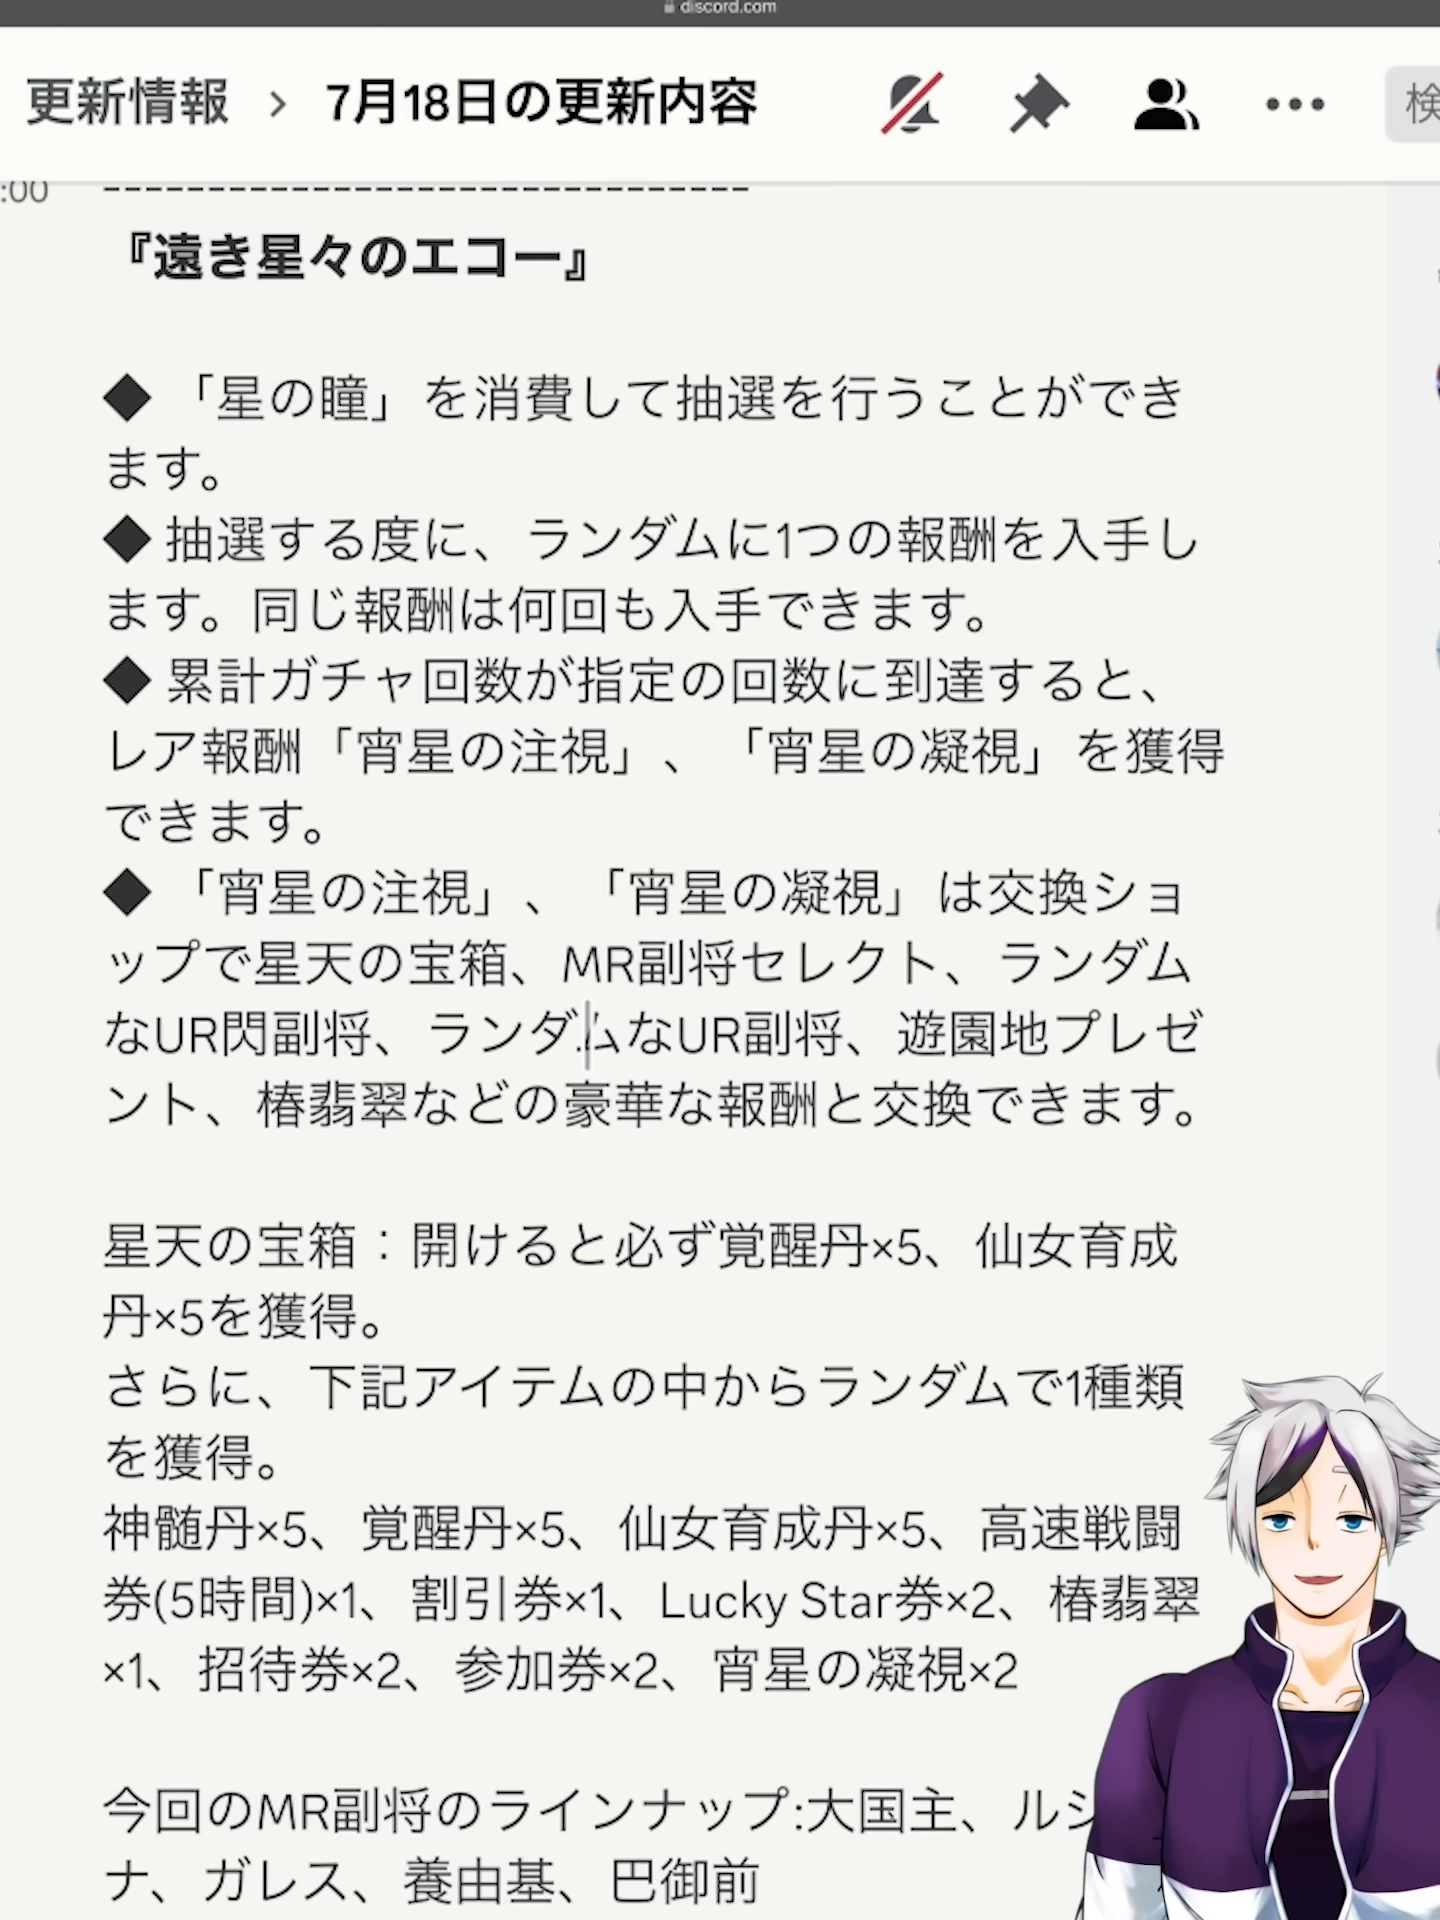 discord.com
更新情報 › 7月18日の更新内容
検
:00
-------------------------------
『遠き星々のエコー』
◆ 「星の瞳」を消費して抽選を行うことができ
ます。
◆ 抽選する度に、ランダムに1つの報酬を入手し
ます。同じ報酬は何回も入手できます。
◆ 累計ガチャ回数が指定の回数に到達すると、
レア報酬「宵星の注視」、「宵星の凝視」を獲得
できます。
◆ 「宵星の注視」、「宵星の凝視」は交換ショ
ップで星天の宝箱、MR副将セレクト、ランダム
なUR閃副将、ランダムなUR副将、遊園地プレゼ
ント、椿翡翠などの豪華な報酬と交換できます。
星天の宝箱：開けると必ず覚醒丹×5、仙女育成
丹×5を獲得。
さらに、下記アイテムの中からランダムで1種類
を獲得。
神髄丹×5、覚醒丹×5、仙女育成丹×5、高速戦闘
券(5時間)×1、割引券×1、Lucky Star券×2、椿翡翠
×1、招待券×2、参加券×2、宵星の凝視×2
今回のMR副将のラインナップ:大国主、ルシ
ナ、ガレス、養由基、巴御前